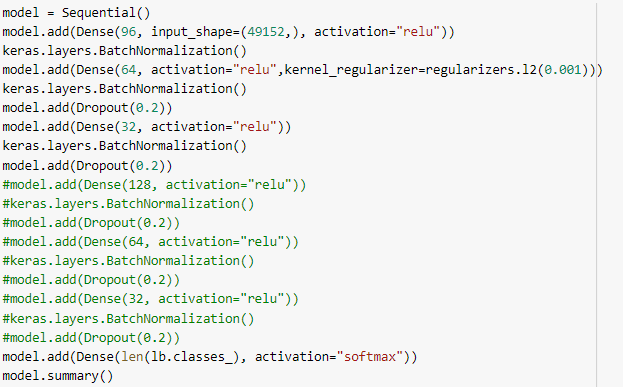 model = Sequential()
model.add(Dense(96, input_shape=(49152,), activation="relu"))
keras.layers.BatchNormalization()
model.add(Dense(64, activation="relu",kernel_regularizer=regularizers.l2(0.001)))
keras.layers.BatchNormalization()
model.add(Dropout(0.2))
model.add(Dense(32, activation="relu"))
keras.layers.BatchNormalization()
model.add(Dropout(0.2))
#model.add(Dense(128, activation="relu"))
#keras.layers.BatchNormalization()
#model.add(Dropout(0.2))
#model.add(Dense(64, activation="relu"))
#keras.layers.BatchNormalization()
#model.add(Dropout(0.2))
#model.add(Dense(32, activation="relu"))
#keras.layers.BatchNormalization()
#model.add(Dropout(0.2))
model.add(Dense(len(lb.classes_), activation="softmax"))
model.summary()